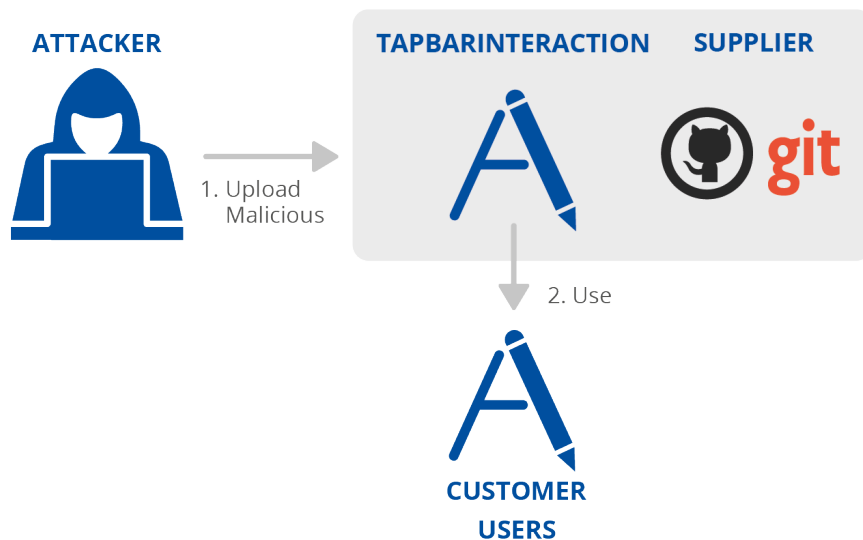 ATTACKER
TAPBARINTERACTION
SUPPLIER
git
1. Upload
Malicious
2. Use
CUSTOMER
USERS